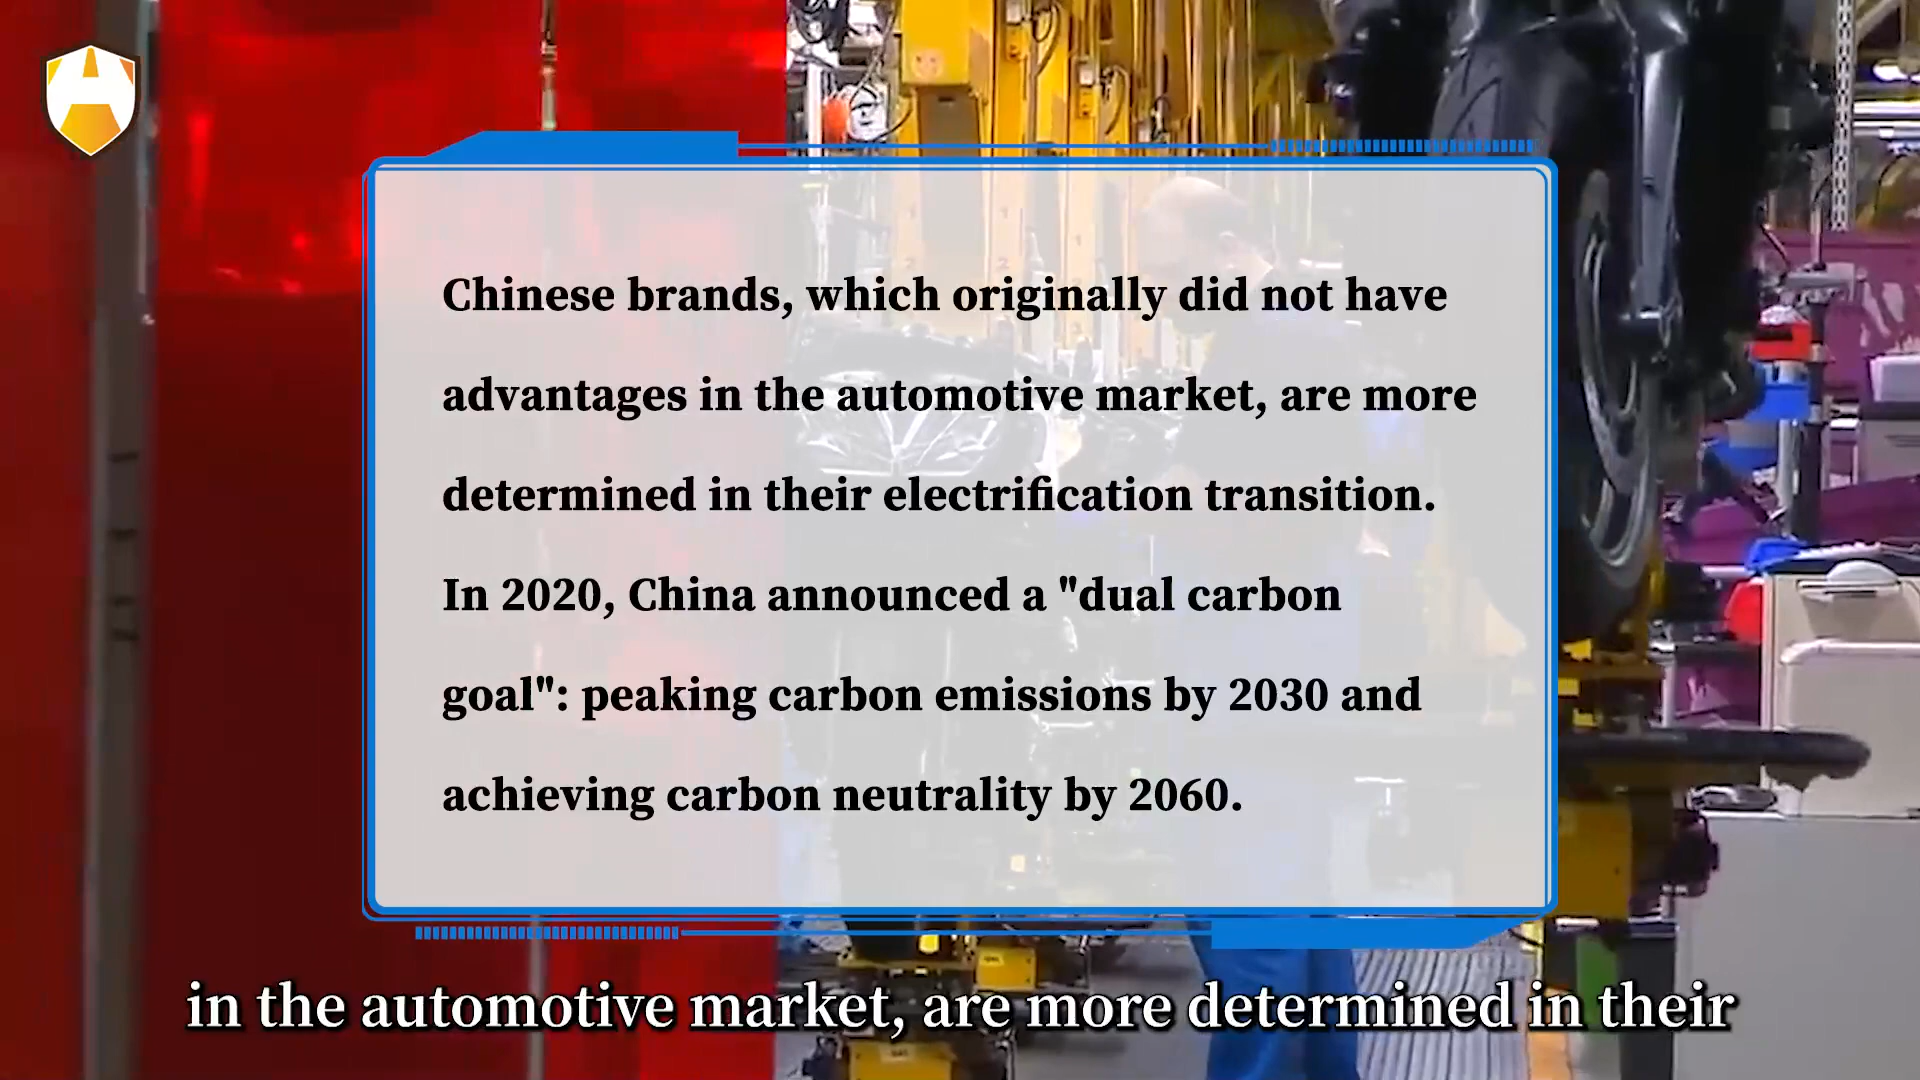 Chinese brands, which originally did not have
advantages in the automotive market, are more
determined in their electrification transition.
In 2020, China announced a "dual carbon
goal": peaking carbon emissions by 2030 and
achieving carbon neutrality by 2060.
in the automotive market, are more determined in their